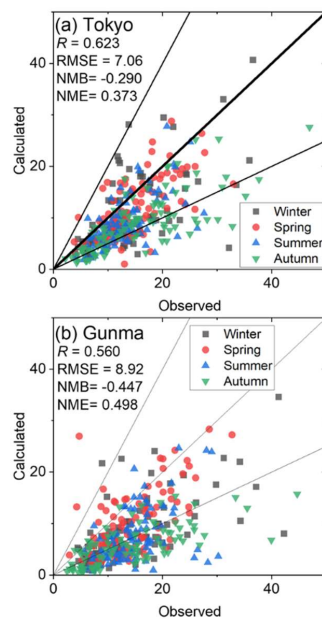 (a) Tokyo
R = 0.623
RMSE = 7.06
NMB = -0.290
NME = 0.373
Calculated
40
20
0
0
20
40
Observed
Winter
Spring
Summer
Autumn
(b) Gunma
R = 0.560
RMSE = 8.92
NMB = -0.447
NME = 0.498
Winter
Spring
Summer
Autumn
Calculated
40
20
0
0
20
40
Observed